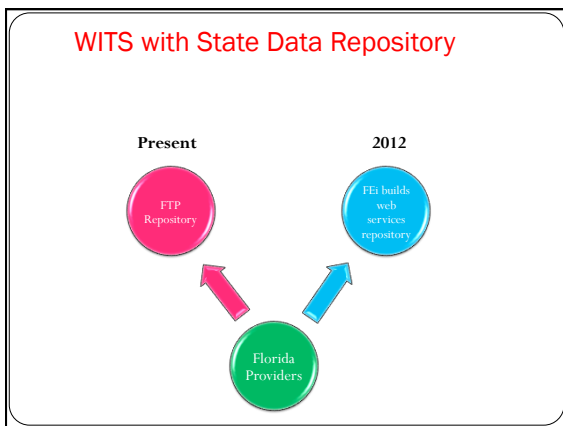 WITS with State Data Repository
Present
2012
FTP
Repository
FEi builds
web
services
repository
Florida
Providers